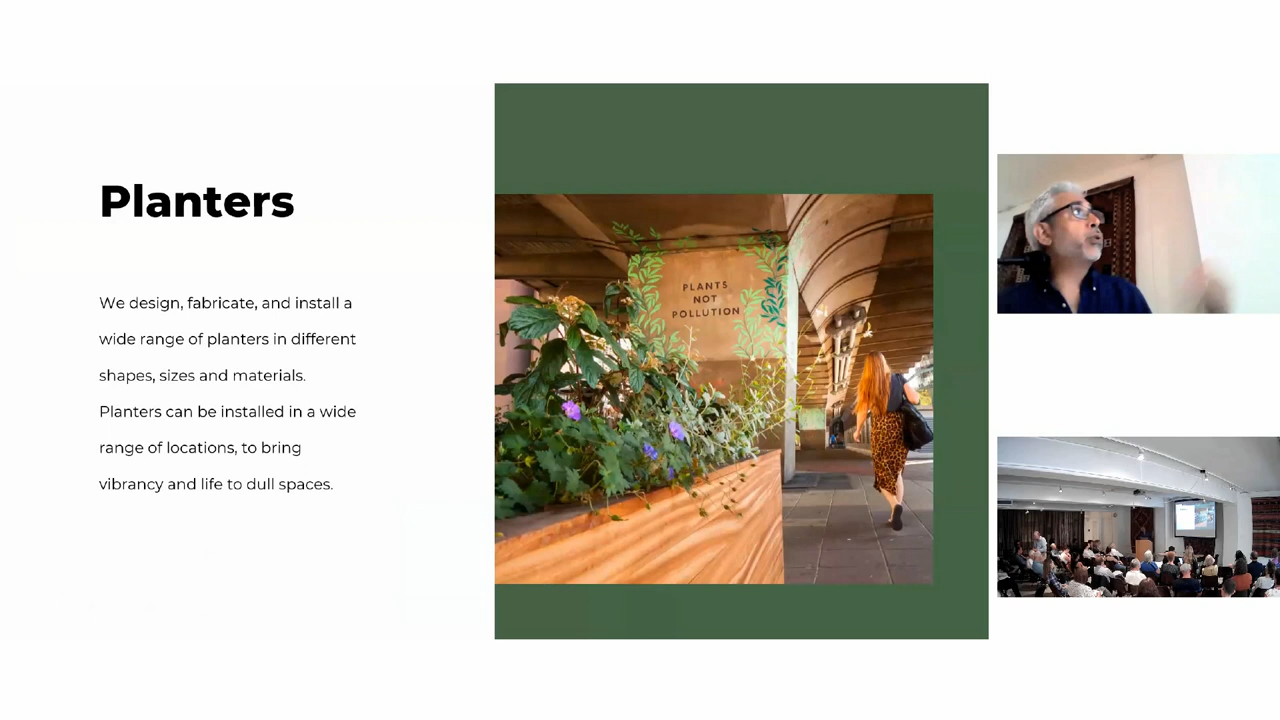 Planters
We design, fabricate, and install a
wide range of planters in different
shapes, sizes and materials.
Planters can be installed in a wide
range of locations, to bring
vibrancy and life to dull spaces.
PLANTS
NOT
POLLUTION